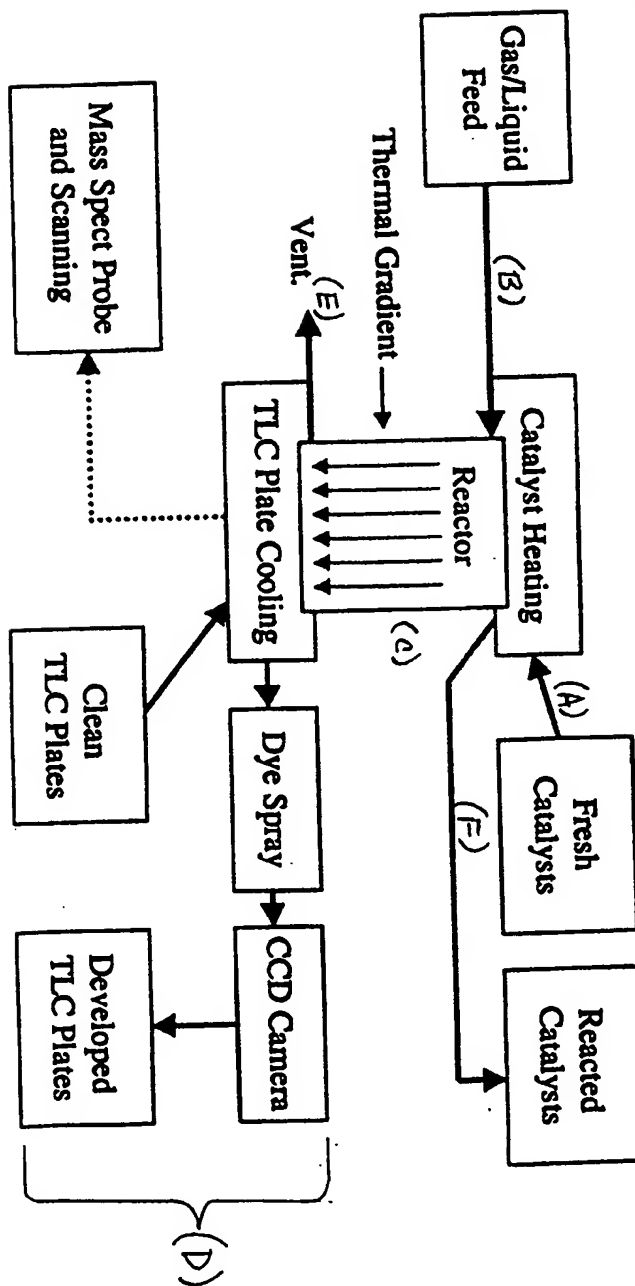 Gas/Liquid
Feed
(B)
Catalyst Heating
(A)
Fresh
Catalysts
Reacted
Catalysts
(F)
Thermal Gradient
Reactor
(C)
(E)
Vent.
TLC Plate Cooling
Dye Spray
CCD Camera
Mass Spect Probe
and Scanning
Clean
TLC Plates
Developed
TLC Plates
(D)